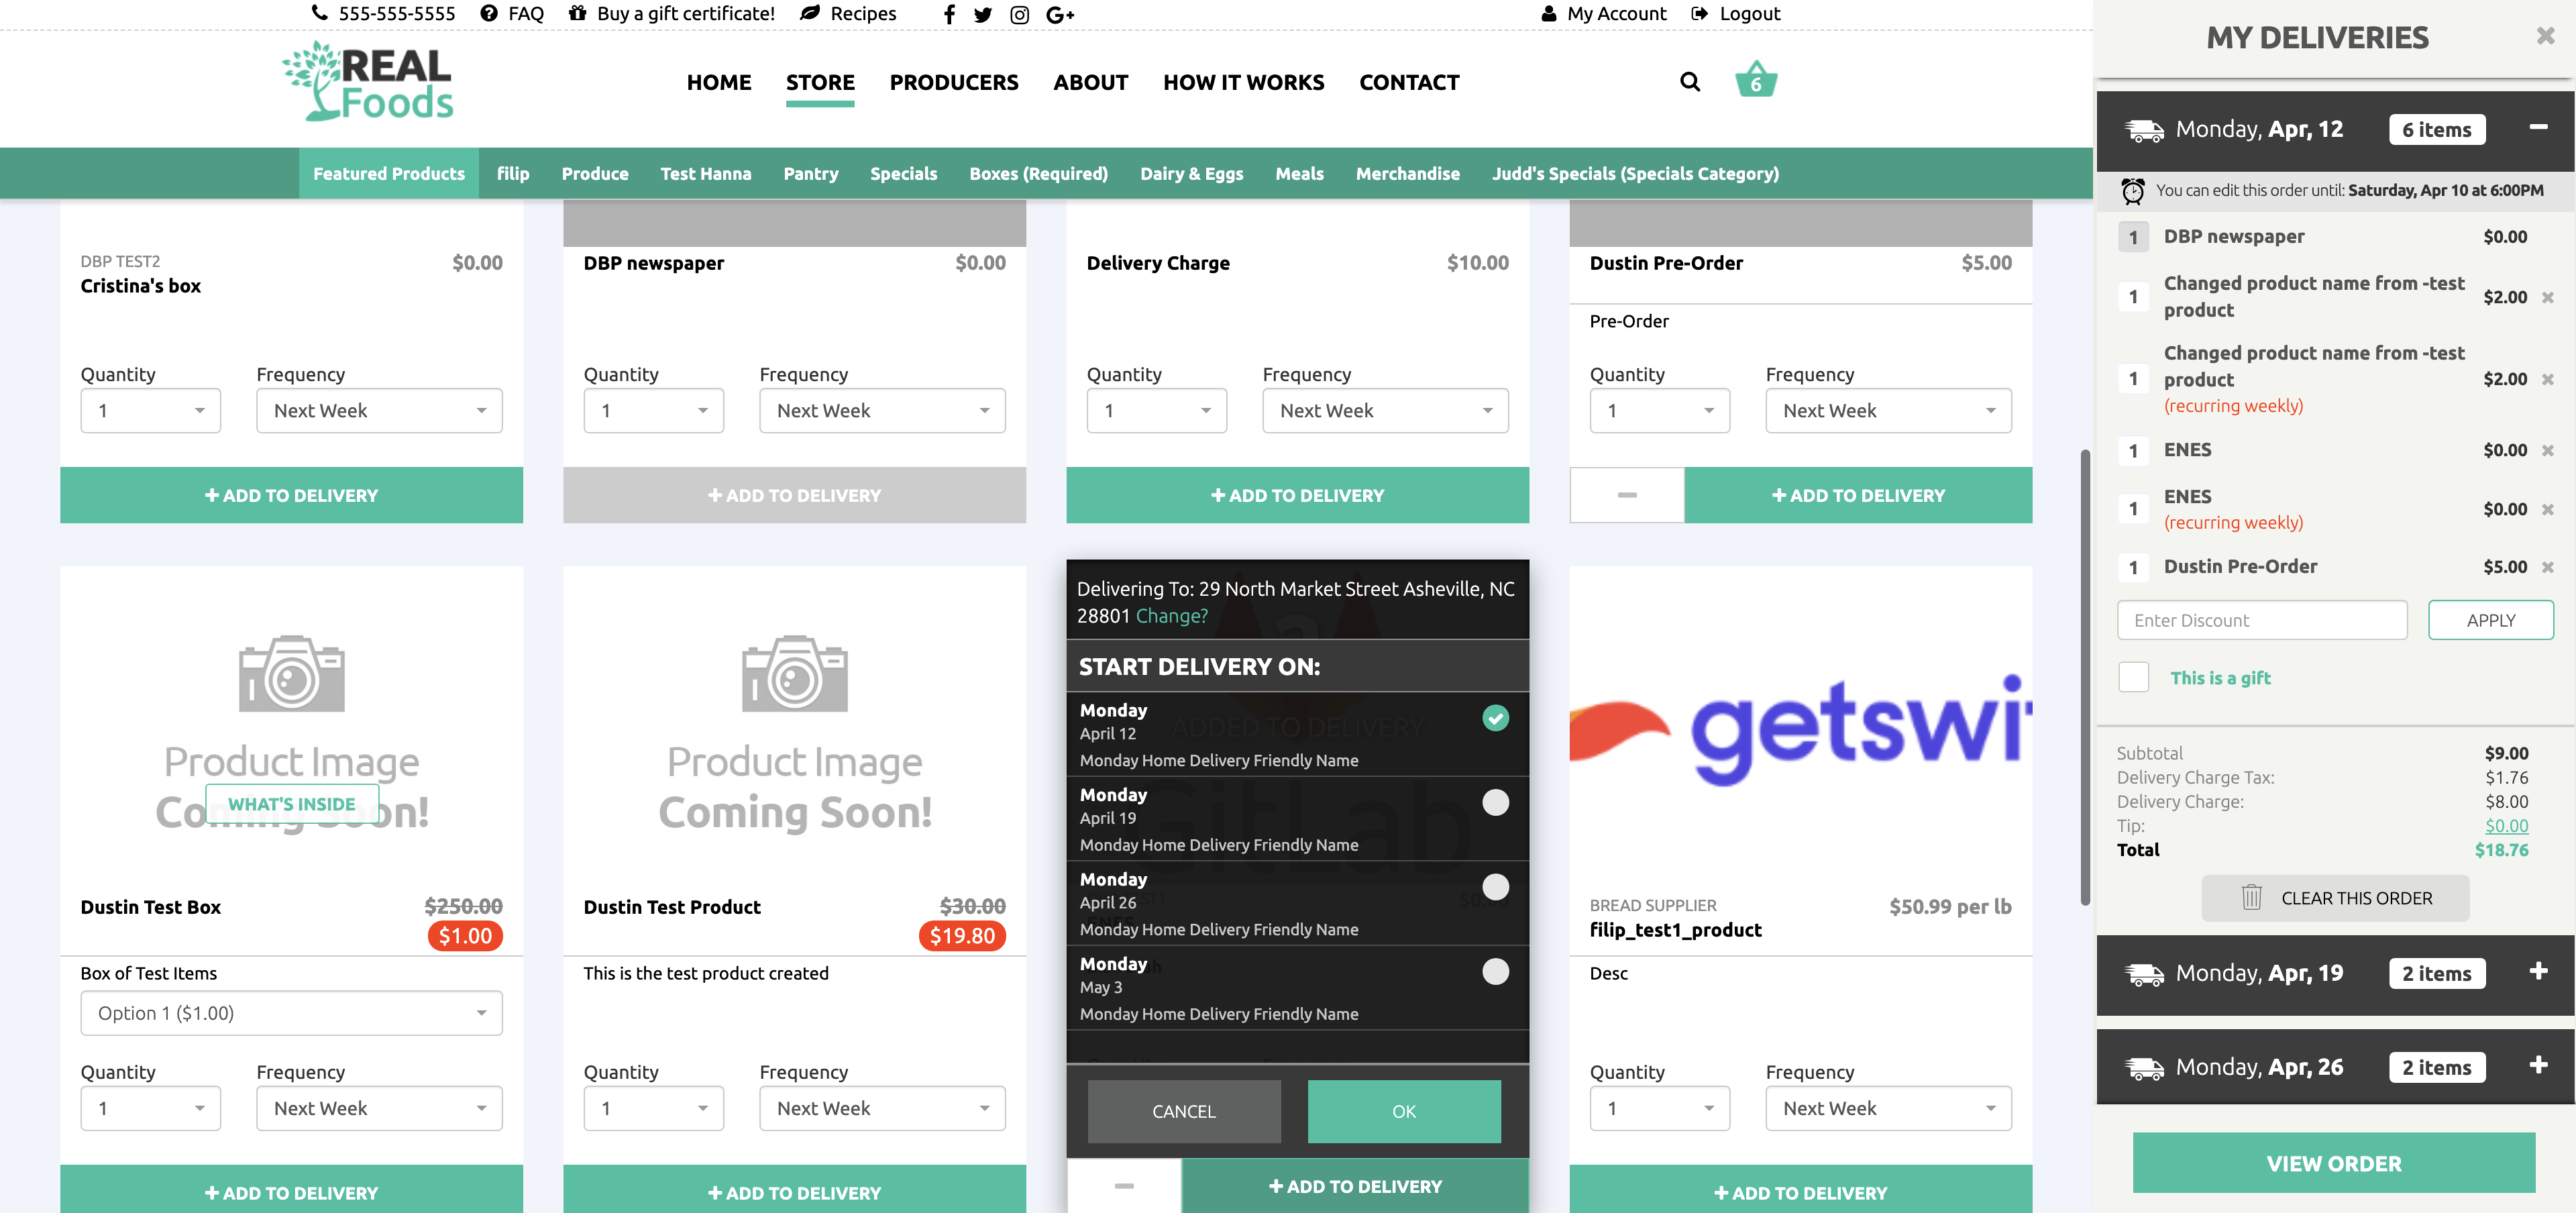 555-555-5555 FAQ Buy a gift certificate! Recipes My Account Logout
REAL
Foods
HOME STORE PRODUCERS ABOUT HOW IT WORKS CONTACT
6
Featured Products filip Produce Test Hanna Pantry Specials Boxes (Required) Dairy & Eggs Meals Merchandise Judd's Specials (Specials Category)
DBP TEST2 $0.00
Cristina's box
Quantity Frequency
1 Next Week
+ ADD TO DELIVERY
DBP newspaper $0.00
Quantity Frequency
1 Next Week
+ ADD TO DELIVERY
Delivery Charge $10.00
Quantity Frequency
1 Next Week
+ ADD TO DELIVERY
Dustin Pre-Order $5.00
Pre-Order
Quantity Frequency
1 Next Week
+ ADD TO DELIVERY
Product Image
Coming Soon!
WHAT'S INSIDE
Dustin Test Box $250.00
$1.00
Box of Test Items
Option 1 ($1.00)
Quantity Frequency
1 Next Week
+ ADD TO DELIVERY
Product Image
Coming Soon!
Dustin Test Product $30.00
$19.80
This is the test product created
Quantity Frequency
1 Next Week
+ ADD TO DELIVERY
Delivering To: 29 North Market Street Asheville, NC
28801 Change?
START DELIVERY ON:
Monday
April 12
Monday Home Delivery Friendly Name
ADDED TO DELIVERY
Monday
April 19
Monday Home Delivery Friendly Name
GitLab
Monday
April 26
Monday Home Delivery Friendly Name
Monday
May 3
Monday Home Delivery Friendly Name
CANCEL OK
+ ADD TO DELIVERY
getswi
BREAD SUPPLIER $50.99 per lb
filip_test1_product
Desc
Quantity Frequency
1 Next Week
+ ADD TO DELIVERY
MY DELIVERIES
Monday, Apr, 12 6 items
You can edit this order until: Saturday, Apr 10 at 6:00PM
1 DBP newspaper $0.00
1 Changed product name from -test $2.00
product
1 Changed product name from -test $2.00
product
(recurring weekly)
1 ENES $0.00
1 ENES $0.00
(recurring weekly)
1 Dustin Pre-Order $5.00
Enter Discount APPLY
This is a gift
Subtotal $9.00
Delivery Charge Tax: $1.76
Delivery Charge: $8.00
Tip: $0.00
Total $18.76
CLEAR THIS ORDER
Monday, Apr, 19 2 items
Monday, Apr, 26 2 items
VIEW ORDER